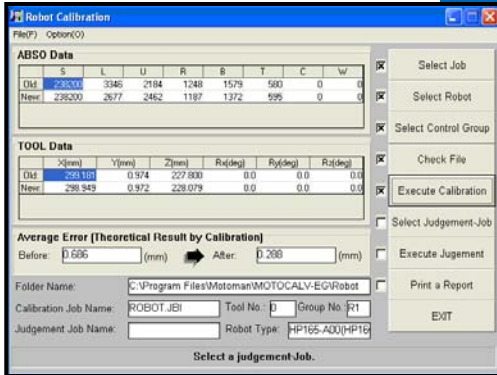 Robot Calibration
File(F) Option(O)
ABSO Data
S L U R B T C W
Old: 238200 3346 2184 1248 1579 580 0 0
New: 238200 2677 2462 1187 1372 595 0 0
TOOL Data
X(mm) Y(mm) Z(mm) Rx(deg) Ry(deg) Rz(deg)
Old: 299.181 0.974 227.800 0.0 0.0 0.0
New: 298.949 0.972 228.079 0.0 0.0 0.0
Average Error (Theoretical Result by Calibration)
Before: 0.686 (mm) After: 0.288 (mm)
Folder Name: C:\Program Files\Motoman\MOTOCALV-EG\Robot
Calibration Job Name: ROBOT.JBI Tool No.: 0 Group No.: R1
Judgement Job Name: Robot Type: HP165-A00(HP16
Select a judgement-Job.
Select Job
Select Robot
Select Control Group
Check File
Execute Calibration
Select Judgement-Job
Execute Jugement
Print a Report
EXIT